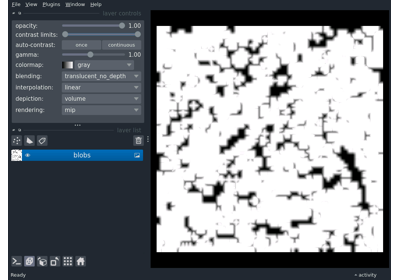 File View Plugins Window Help
layer controls
opacity: 1.00
contrast limits:
auto-contrast: once continuous
gamma: 1.00
colormap: gray
blending: translucent_no_depth
interpolation: linear
depiction: volume
rendering: mip
layer list
blobs
Ready activity